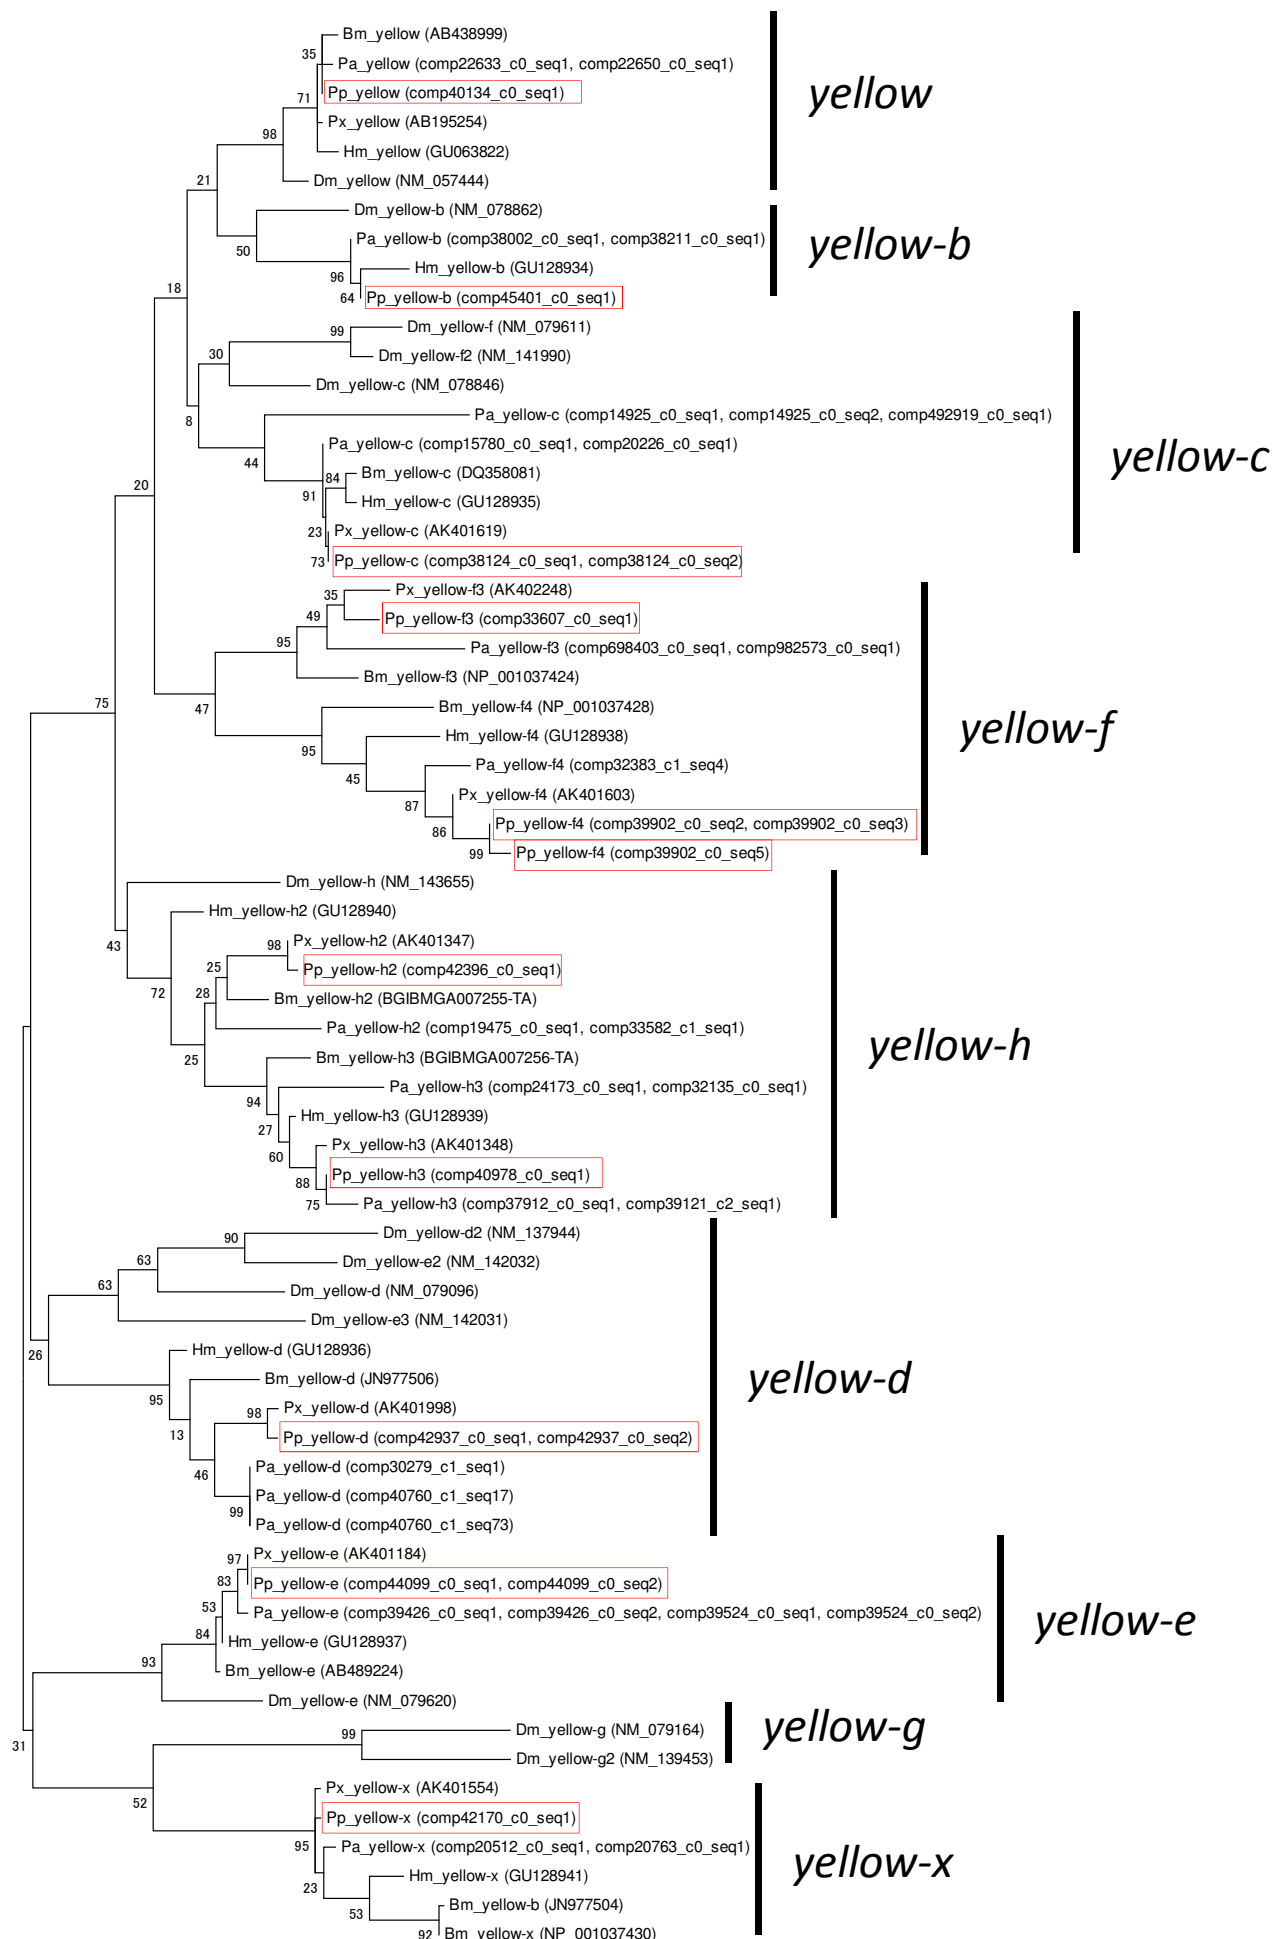 Bm_yellow (AB438999)
35
Pa_yellow (comp22633_c0_seq1, comp22650_c0_seq1)
Pp_yellow (comp40134_c0_seq1)
yellow
71
Px_yellow (AB195254)
98
Hm_yellow (GU063822)
Dm_yellow (NM_057444)
21
Dm_yellow-b (NM_078862)
Pa_yellow-b (comp38002_c0_seq1, comp38211_c0_seq1)
yellow-b
50
Hm_yellow-b (GU128934)
96
18
64
Pp_yellow-b (comp45401_c0_seq1)
Dm_yellow-f (NM_079611)
99
30
Dm_yellow-f2 (NM_141990)
Dm_yellow-c (NM_078846)
8
Pa_yellow-c (comp14925_c0_seq1, comp14925_c0_seq2, comp492919_c0_seq1)
Pa_yellow-c (comp15780_c0_seq1, comp20226_c0_seq1)
yellow-c
44
84
Bm_yellow-c (DQ358081)
20
91
Hm_yellow-c (GU128935)
23
Px_yellow-c (AK401619)
73
Pp_yellow-c (comp38124_c0_seq1, comp38124_c0_seq2)
35
Px_yellow-f3 (AK402248)
49
Pp_yellow-f3 (comp33607_c0_seq1)
95
Pa_yellow-f3 (comp698403_c0_seq1, comp982573_c0_seq1)
Bm_yellow-f3 (NP_001037424)
75
47
Bm_yellow-f4 (NP_001037428)
yellow-f
95
Hm_yellow-f4 (GU128938)
45
Pa_yellow-f4 (comp32383_c1_seq4)
87
Px_yellow-f4 (AK401603)
86
Pp_yellow-f4 (comp39902_c0_seq2, comp39902_c0_seq3)
99
Pp_yellow-f4 (comp39902_c0_seq5)
Dm_yellow-h (NM_143655)
Hm_yellow-h2 (GU128940)
43
98
Px_yellow-h2 (AK401347)
25
Pp_yellow-h2 (comp42396_c0_seq1)
72
28
Bm_yellow-h2 (BGIBMGA007255-TA)
Pa_yellow-h2 (comp19475_c0_seq1, comp33582_c1_seq1)
yellow-h
25
Bm_yellow-h3 (BGIBMGA007256-TA)
94
Pa_yellow-h3 (comp24173_c0_seq1, comp32135_c0_seq1)
27
Hm_yellow-h3 (GU128939)
60
Px_yellow-h3 (AK401348)
88
Pp_yellow-h3 (comp40978_c0_seq1)
75
Pa_yellow-h3 (comp37912_c0_seq1, comp39121_c2_seq1)
90
Dm_yellow-d2 (NM_137944)
63
Dm_yellow-e2 (NM_142032)
63
Dm_yellow-d (NM_079096)
Dm_yellow-e3 (NM_142031)
26
Hm_yellow-d (GU128936)
yellow-d
95
Bm_yellow-d (JN977506)
98
Px_yellow-d (AK401998)
13
Pp_yellow-d (comp42937_c0_seq1, comp42937_c0_seq2)
46
Pa_yellow-d (comp30279_c1_seq1)
Pa_yellow-d (comp40760_c1_seq17)
99
Pa_yellow-d (comp40760_c1_seq73)
97
Px_yellow-e (AK401184)
83
Pp_yellow-e (comp44099_c0_seq1, comp44099_c0_seq2)
53
Pa_yellow-e (comp39426_c0_seq1, comp39426_c0_seq2, comp39524_c0_seq1, comp39524_c0_seq2)
yellow-e
84
Hm_yellow-e (GU128937)
93
Bm_yellow-e (AB489224)
Dm_yellow-e (NM_079620)
31
99
Dm_yellow-g (NM_079164)
yellow-g
Dm_yellow-g2 (NM_139453)
52
Px_yellow-x (AK401554)
Pp_yellow-x (comp42170_c0_seq1)
95
Pa_yellow-x (comp20512_c0_seq1, comp20763_c0_seq1)
yellow-x
23
Hm_yellow-x (GU128941)
53
Bm_yellow-b (JN977504)
92
Bm_yellow-x (NP_001037430)